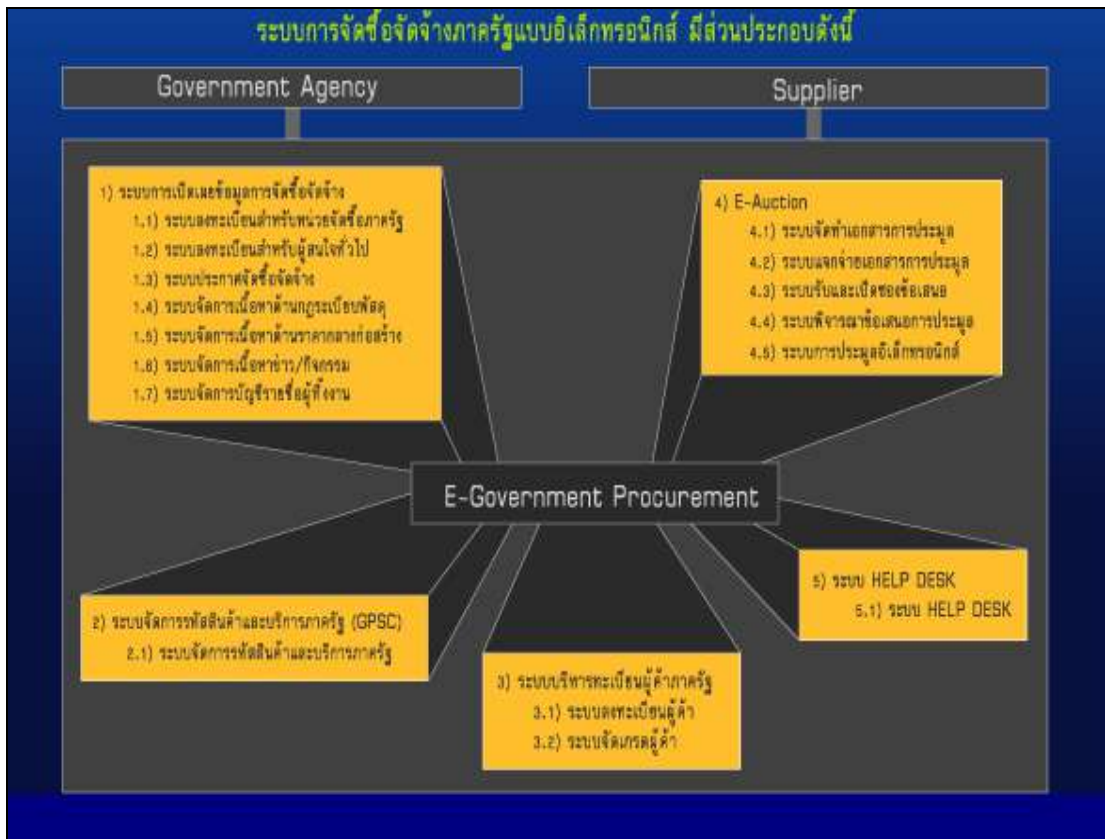 ระบบการจัดซื้อจัดจ้างภาครัฐแบบอิเล็กทรอนิกส์ มีส่วนประกอบดังนี้
Government Agency
Supplier
1) ระบบการเปิดเผยข้อมูลการจัดซื้อจัดจ้าง
1.1) ระบบลงทะเบียนสำหรับหน่วยจัดซื้อภาครัฐ
1.2) ระบบลงทะเบียนสำหรับผู้สนใจทั่วไป
1.3) ระบบประกาศจัดซื้อจัดจ้าง
1.4) ระบบจัดการเนื้อหาด้านกฎระเบียบพัสดุ
1.5) ระบบจัดการเนื้อหาด้านราคากลางก่อสร้าง
1.6) ระบบจัดการเนื้อหาข่าว/กิจกรรม
1.7) ระบบจัดการบัญชีรายชื่อผู้ทิ้งงาน
4) E-Auction
4.1) ระบบจัดทำเอกสารการประมูล
4.2) ระบบแจกจ่ายเอกสารการประมูล
4.3) ระบบรับและเปิดซองข้อเสนอ
4.4) ระบบพิจารณาข้อเสนอการประมูล
4.5) ระบบการประมูลอิเล็กทรอนิกส์
E-Government Procurement
2) ระบบจัดการรหัสสินค้าและบริการภาครัฐ (GPSC)
2.1) ระบบจัดการรหัสสินค้าและบริการภาครัฐ
3) ระบบบริหารทะเบียนผู้ค้าภาครัฐ
3.1) ระบบลงทะเบียนผู้ค้า
3.2) ระบบจัดเกรดผู้ค้า
5) ระบบ HELP DESK
5.1) ระบบ HELP DESK